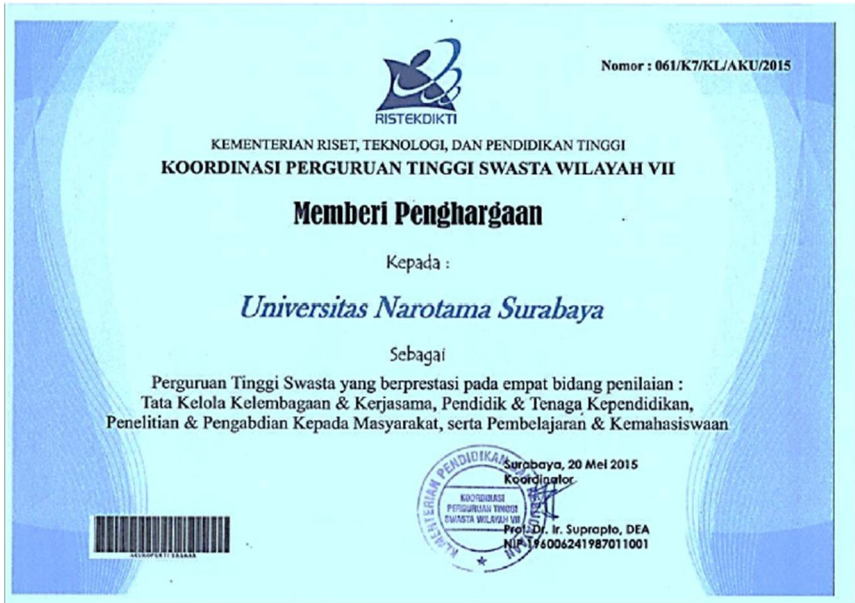 Nomor : 061/K7/KL/AKU/2015
RISTEKDIKTI
KEMENTERIAN RISET, TEKNOLOGI, DAN PENDIDIKAN TINGGI
KOORDINASI PERGURUAN TINGGI SWASTA WILAYAH VII
Memberi Penghargaan
Kepada :
Universitas Narotama Surabaya
Sebagai
Perguruan Tinggi Swasta yang berprestasi pada empat bidang penilaian :
Tata Kelola Kelembagaan & Kerjasama, Pendidik & Tenaga Kependidikan,
Penelitian & Pengabdian Kepada Masyarakat, serta Pembelajaran & Kemahasiswaan
Surabaya, 20 Mei 2015
Koordinator
KEMENTERIAN PENDIDIKAN DAN
KOORDINASI
PERGURUAN TINGGI
SWASTA WILAYAH VII
Prof. Dr. Ir. Suprapto, DEA
NIP 196006241987011001